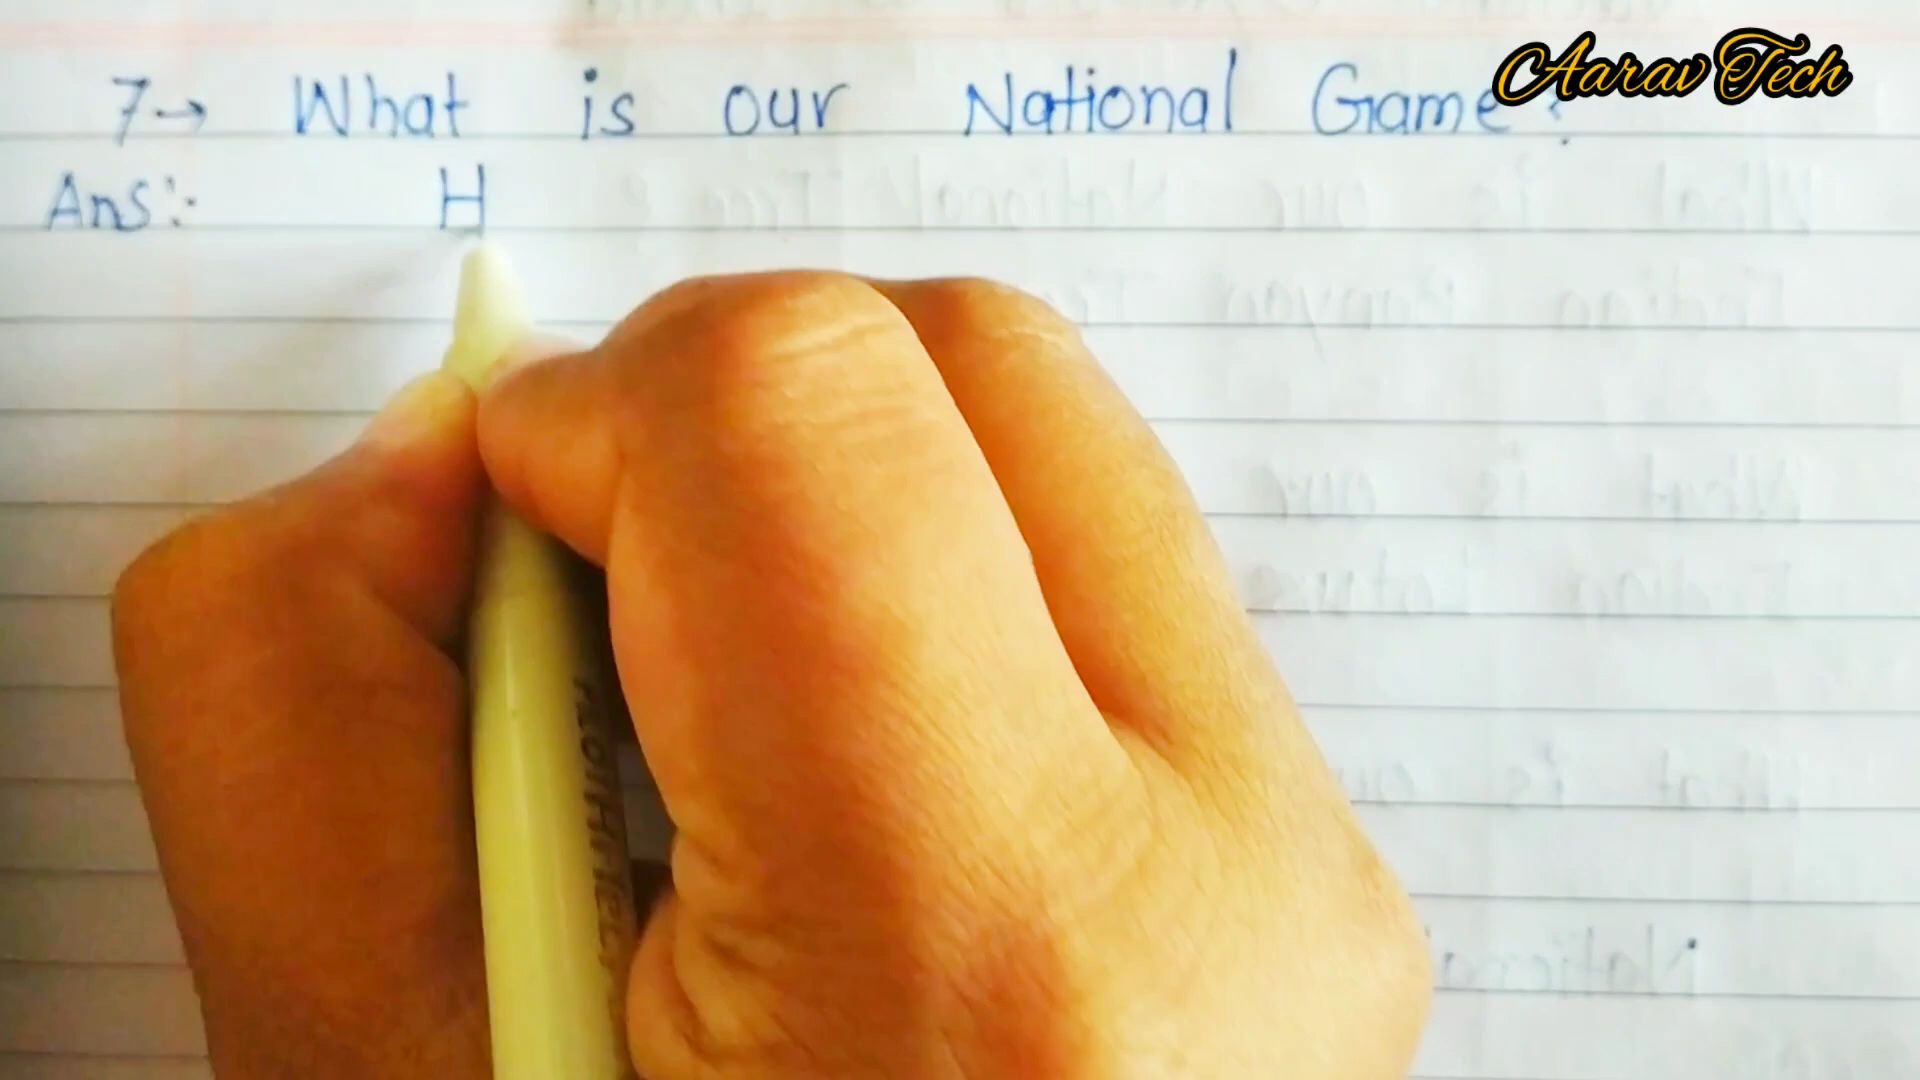 Aarav Tech
7→ What is our National Game?
Ans:- H